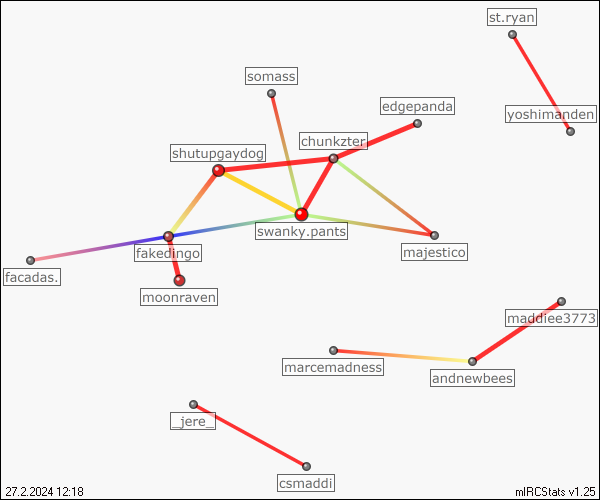 st.ryan
somass
edgepanda
yoshimanden
chunkzter
shutupgaydog
swanky.pants
fakedingo
majestico
facadas.
moonraven
maddiee3773
marcemadness
andnewbees
_jere_
csmaddi
27.2.2024 12:18
mIRCStats v1.25